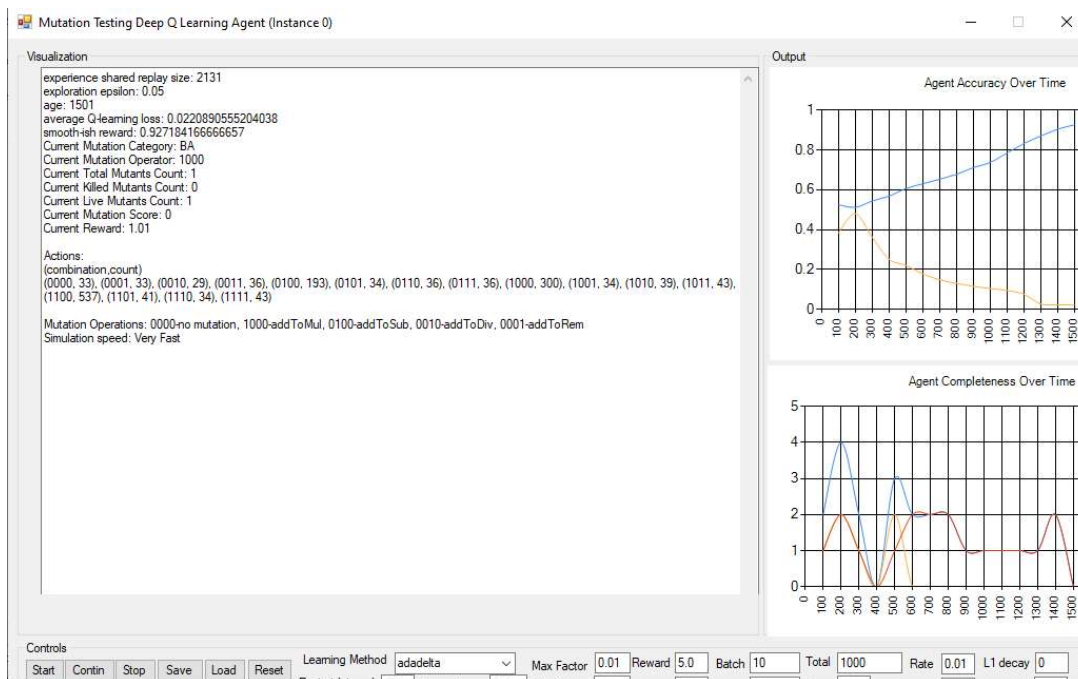 Mutation Testing Deep Q Learning Agent (Instance 0)
Visualization
experience shared replay size: 2131
exploration epsilon: 0.05
age: 1501
average Q-learning loss: 0.0220890555204038
smooth-ish reward: 0.927184166666657
Current Mutation Category: BA
Current Mutation Operator: 1000
Current Total Mutants Count: 1
Current Killed Mutants Count: 0
Current Live Mutants Count: 1
Current Mutation Score: 0
Current Reward: 1.01
Actions:
(combination,count)
(0000, 33), (0001, 33), (0010, 29), (0011, 36), (0100, 193), (0101, 34), (0110, 36), (0111, 36), (1000, 300), (1001, 34), (1010, 39), (1011, 43),
(1100, 537), (1101, 41), (1110, 34), (1111, 43)
Mutation Operations: 0000-no mutation, 1000-addToMul, 0100-addToSub, 0010-addToDiv, 0001-addToRem
Simulation speed: Very Fast
Output
Agent Accuracy Over Time
1
0.8
0.6
0.4
0.2
0
0 100 200 300 400 500 600 700 800 900 1000 1100 1200 1300 1400 1500
Agent Completeness Over Time
5
4
3
2
1
0
0 100 200 300 400 500 600 700 800 900 1000 1100 1200 1300 1400 1500
Controls
Start Contin Stop Save Load Reset Learning Method adadelta Max Factor 0.01 Reward 5.0 Batch 10 Total 1000 Rate 0.01 L1 decay 0